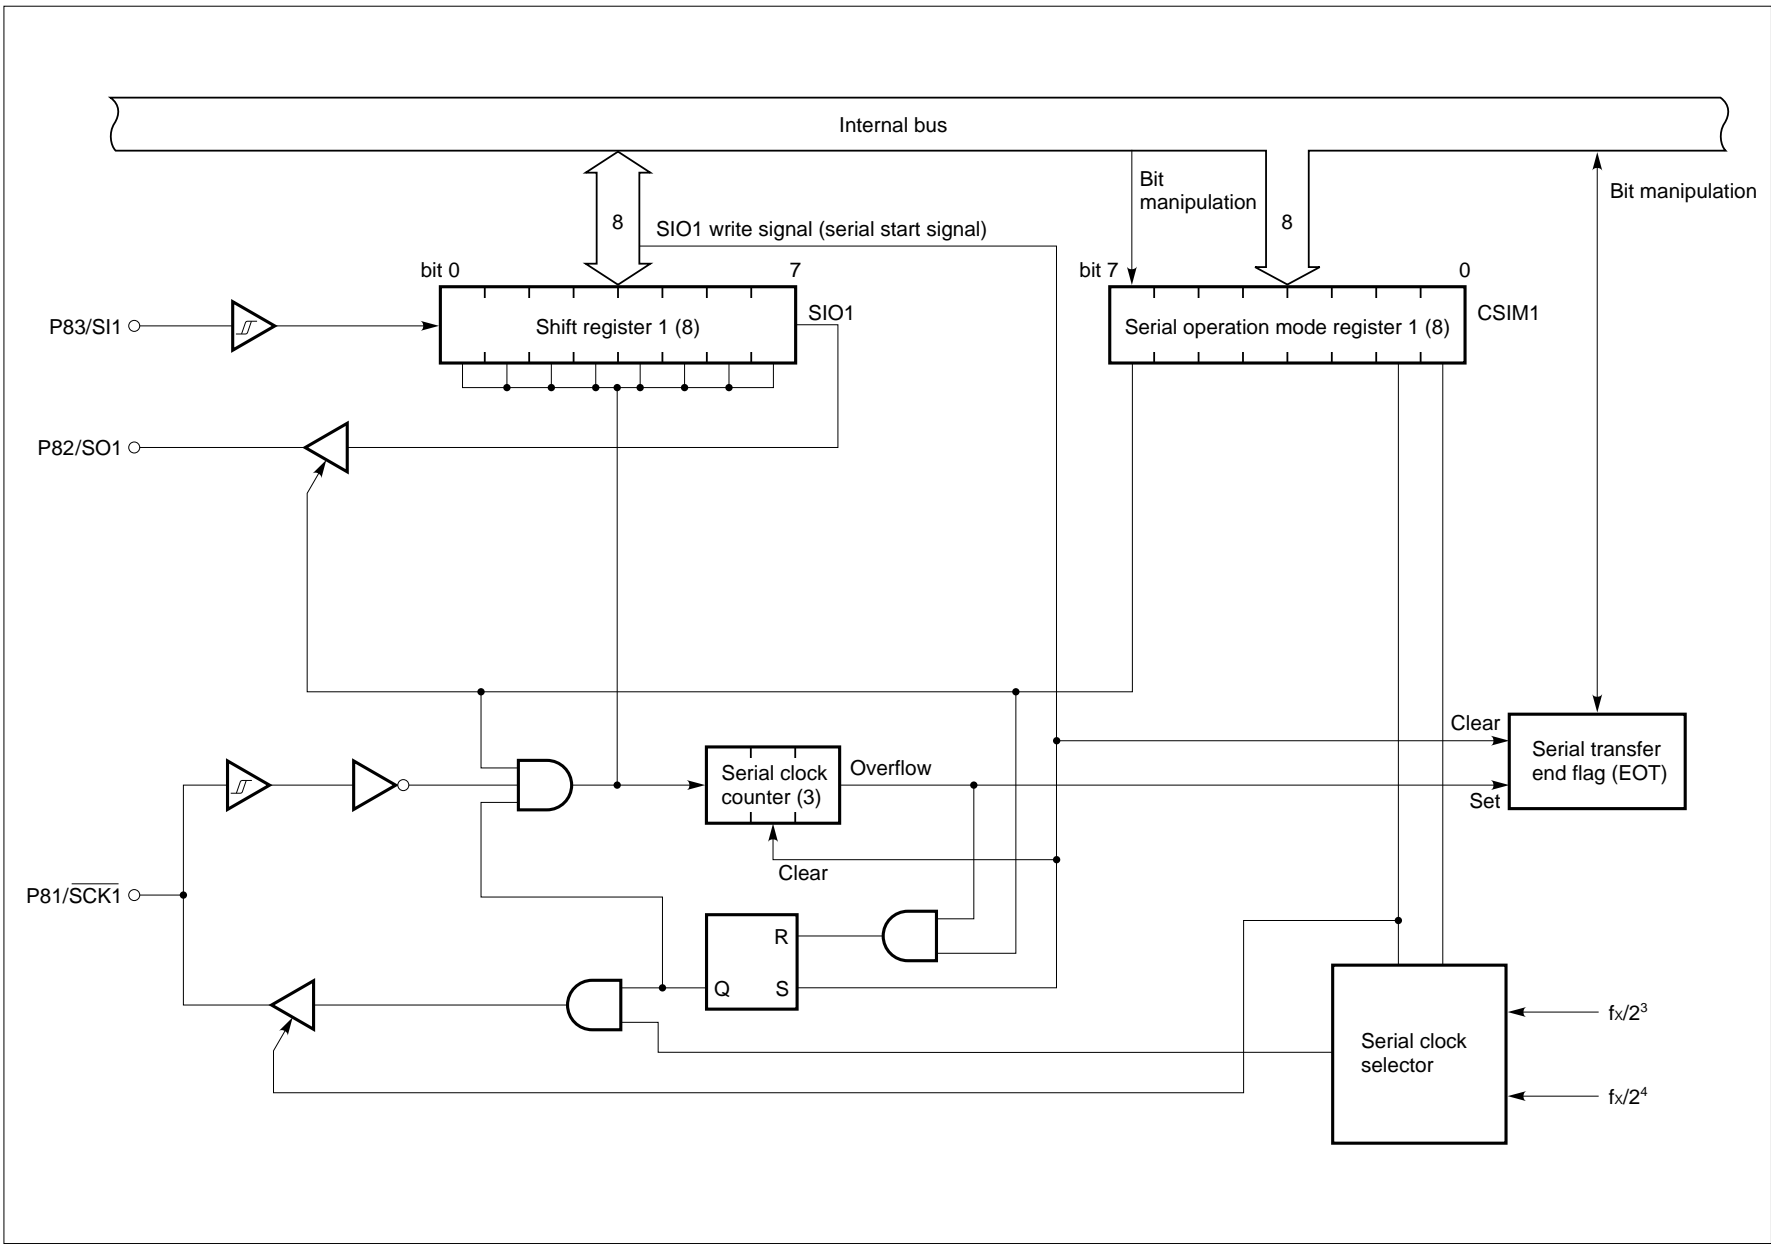 Internal bus
Bit
manipulation
Bit manipulation
8
8
SIO1 write signal (serial start signal)
bit 0
7
bit 7
0
P83/SI1
Shift register 1 (8)
SIO1
Serial operation mode register 1 (8)
CSIM1
P82/SO1
Clear
Serial transfer
end flag (EOT)
Set
Serial clock
counter (3)
Overflow
Clear
P81/S̅C̅K̅1̅
R
Q
S
Serial clock
selector
fx/2³
fx/2⁴